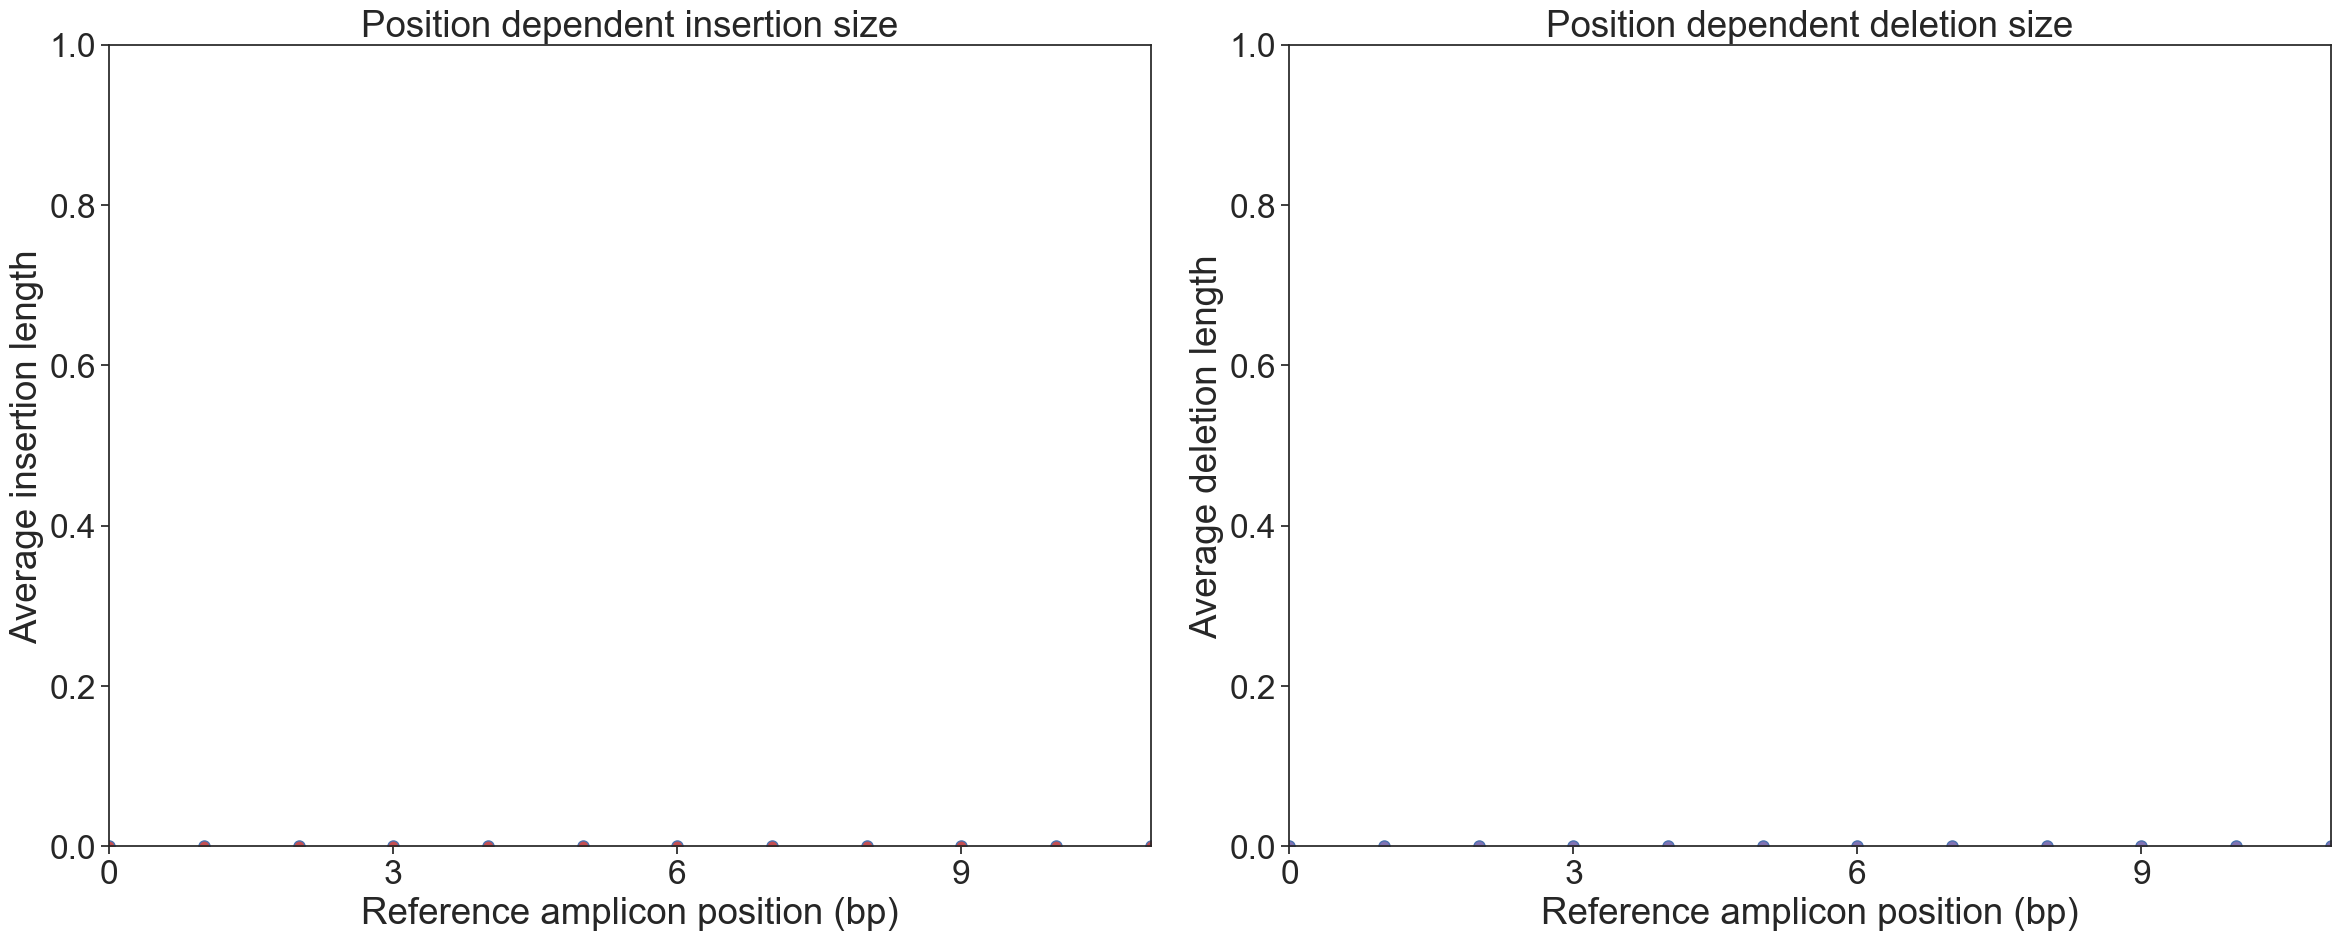 Position dependent insertion size
1.0
0.8
0.6
0.4
0.2
0.0
Average insertion length
0 3 6 9
Reference amplicon position (bp)
Position dependent deletion size
1.0
0.8
0.6
0.4
0.2
0.0
Average deletion length
0 3 6 9
Reference amplicon position (bp)